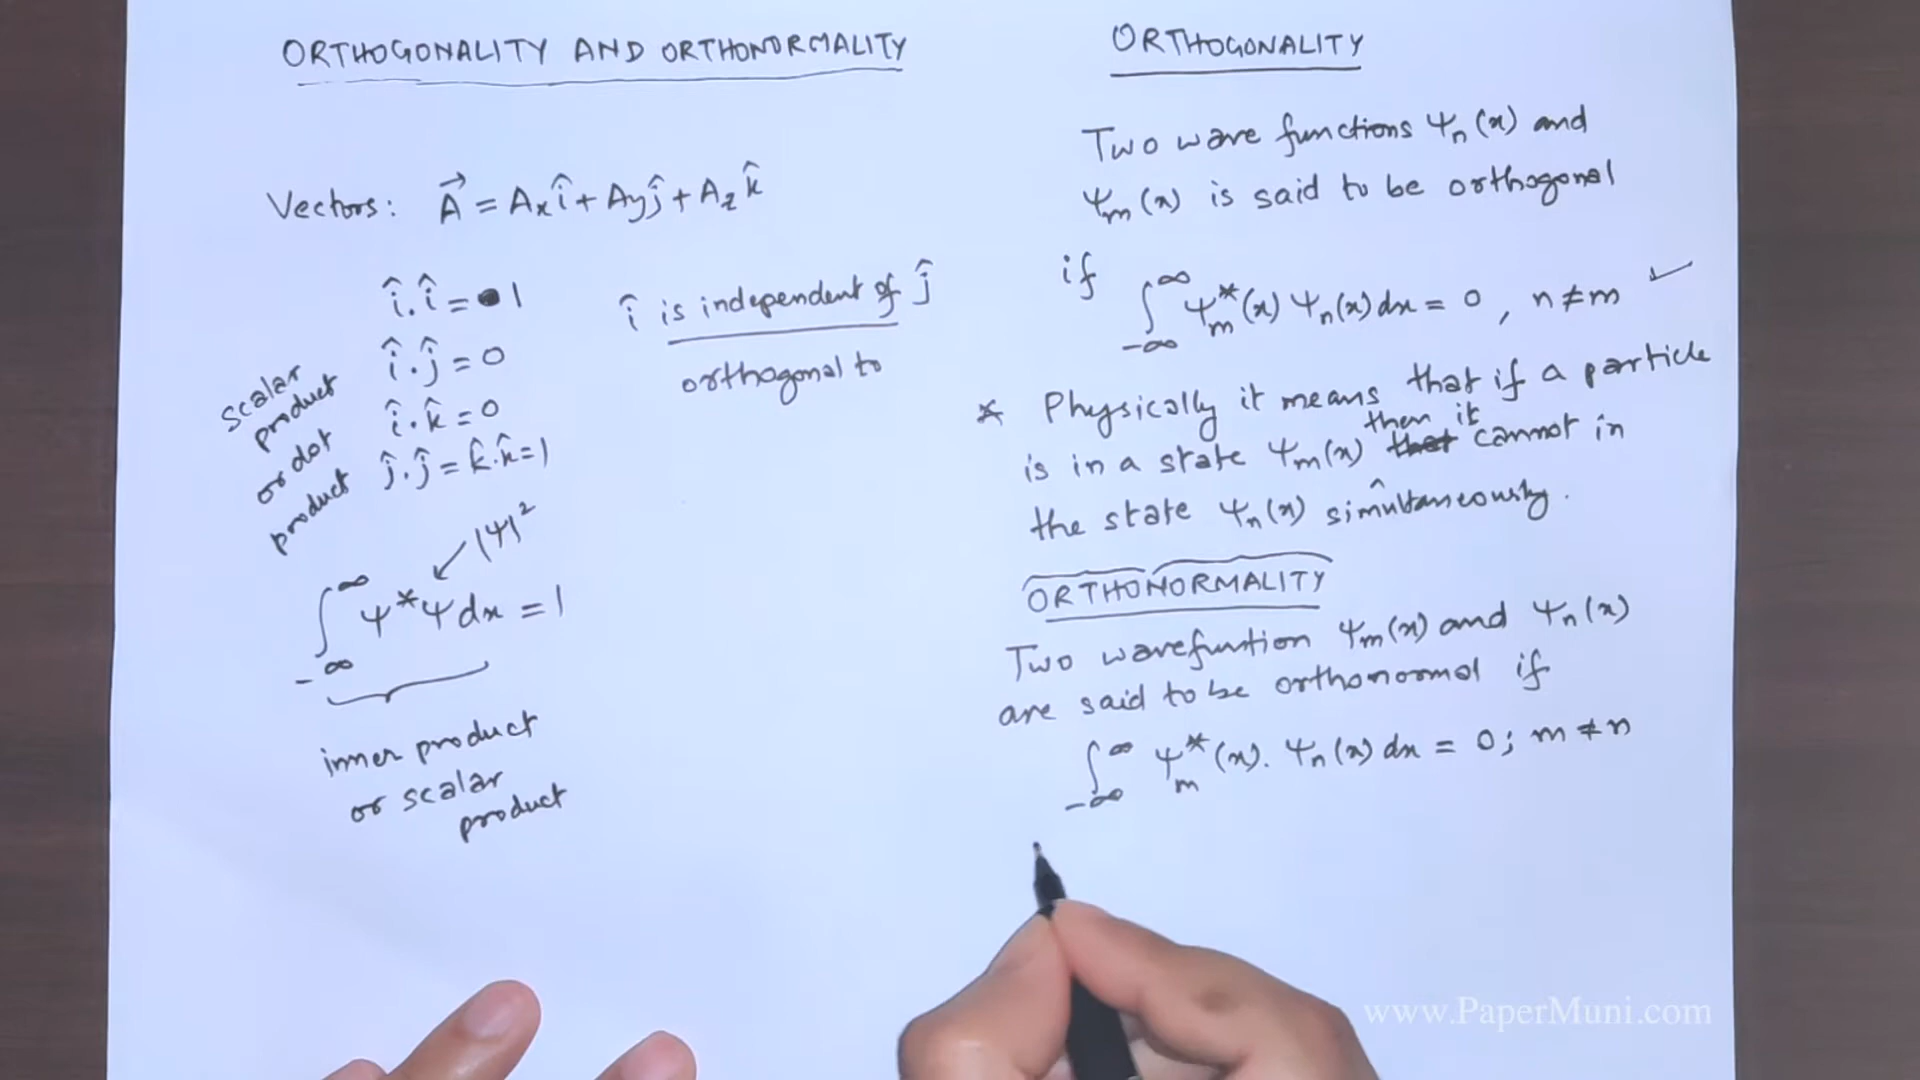 ORTHOGONALITY AND ORTHONORMALITY
Vectors: A⃗ = Axî + Ayĵ + Azk̂
î.î = 1
î.ĵ = 0
î.k̂ = 0
ĵ.ĵ = k̂.k̂ = 1
scalar
product
or dot
product
î is independent of ĵ
orthogonal to
|Ψ|²
∫_{-∞}^{∞} Ψ*Ψ dx = 1
inner product
or scalar
product
ORTHOGONALITY
Two wave functions Ψn(x) and
Ψm(x) is said to be orthogonal
if ∫_{-∞}^{∞} Ψm*(x) Ψn(x) dx = 0, n≠m ✓
* Physically it means that if a particle
is in a state Ψm(x) then it cannot in
the state Ψn(x) simultaneously.
ORTHONORMALITY
Two wavefuntion Ψm(x) and Ψn(x)
are said to be orthonormal if
∫_{-∞}^{∞} Ψm*(x). Ψn(x) dx = 0; m≠n
www.PaperMuni.com